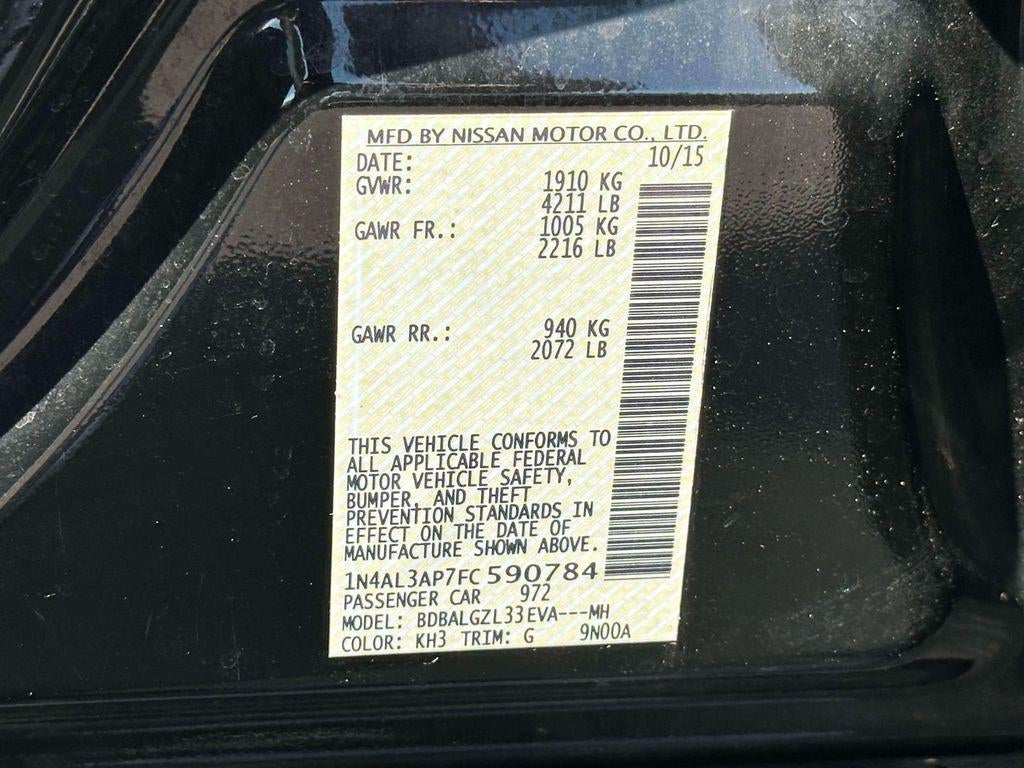 MFD BY NISSAN MOTOR CO., LTD.
DATE: 10/15
GVWR: 1910 KG
4211 LB
GAWR FR.: 1005 KG
2216 LB
GAWR RR.: 940 KG
2072 LB
THIS VEHICLE CONFORMS TO
ALL APPLICABLE FEDERAL
MOTOR VEHICLE SAFETY,
BUMPER, AND THEFT
PREVENTION STANDARDS IN
EFFECT ON THE DATE OF
MANUFACTURE SHOWN ABOVE.
1N4AL3AP7FC 590784
PASSENGER CAR 972
MODEL: BDBALGZL33EVA---MH
COLOR: KH3 TRIM: G 9N00A